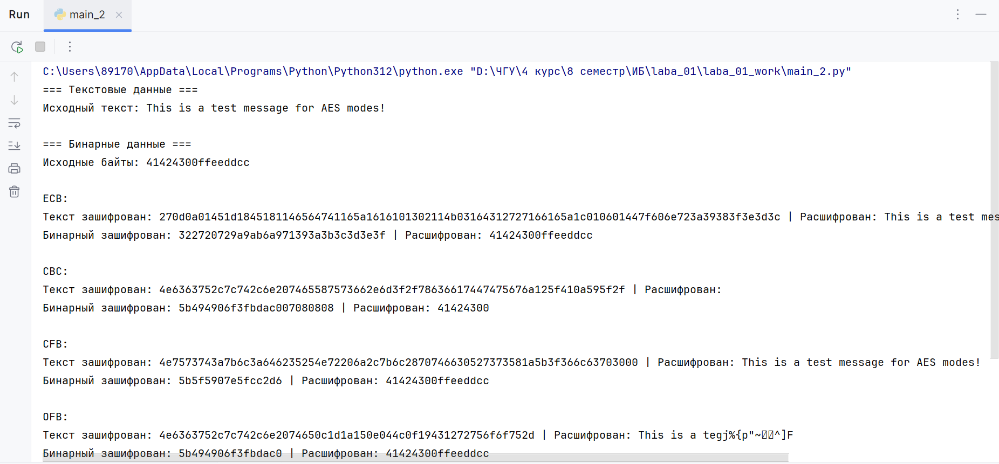 Run main_2
C:\Users\89170\AppData\Local\Programs\Python\Python312\python.exe "D:\ЧГУ\4 курс\8 семестр\ИБ\laba_01\laba_01_work\main_2.py"
=== Текстовые данные ===
Исходный текст: This is a test message for AES modes!
=== Бинарные данные ===
Исходные байты: 41424300ffeeddcc
ECB:
Текст зашифрован: 270d0a01451d1845181146564741165a1616101302114b03164312727166165a1c010601447f606e723a39383f3e3d3c | Расшифрован: This is a test mes
Бинарный зашифрован: 322720729a9ab6a971393a3b3c3d3e3f | Расшифрован: 41424300ffeeddcc
CBC:
Текст зашифрован: 4e6363752c7c742c6e207465587573662e6d3f2f78636617447475676a125f410a595f2f | Расшифрован:
Бинарный зашифрован: 5b494906f3fbdac007080808 | Расшифрован: 41424300
CFB:
Текст зашифрован: 4e7573743a7b6c3a646235254e72206a2c7b6c2870746630527373581a5b3f366c63703000 | Расшифрован: This is a test message for AES modes!
Бинарный зашифрован: 5b5f5907e5fcc2d6 | Расшифрован: 41424300ffeeddcc
OFB:
Текст зашифрован: 4e6363752c7c742c6e2074650c1d1a150e044c0f19431272756f6f752d | Расшифрован: This is a tegj%{p"~^]F
Бинарный зашифрован: 5b494906f3fbdac0 | Расшифрован: 41424300ffeeddcc